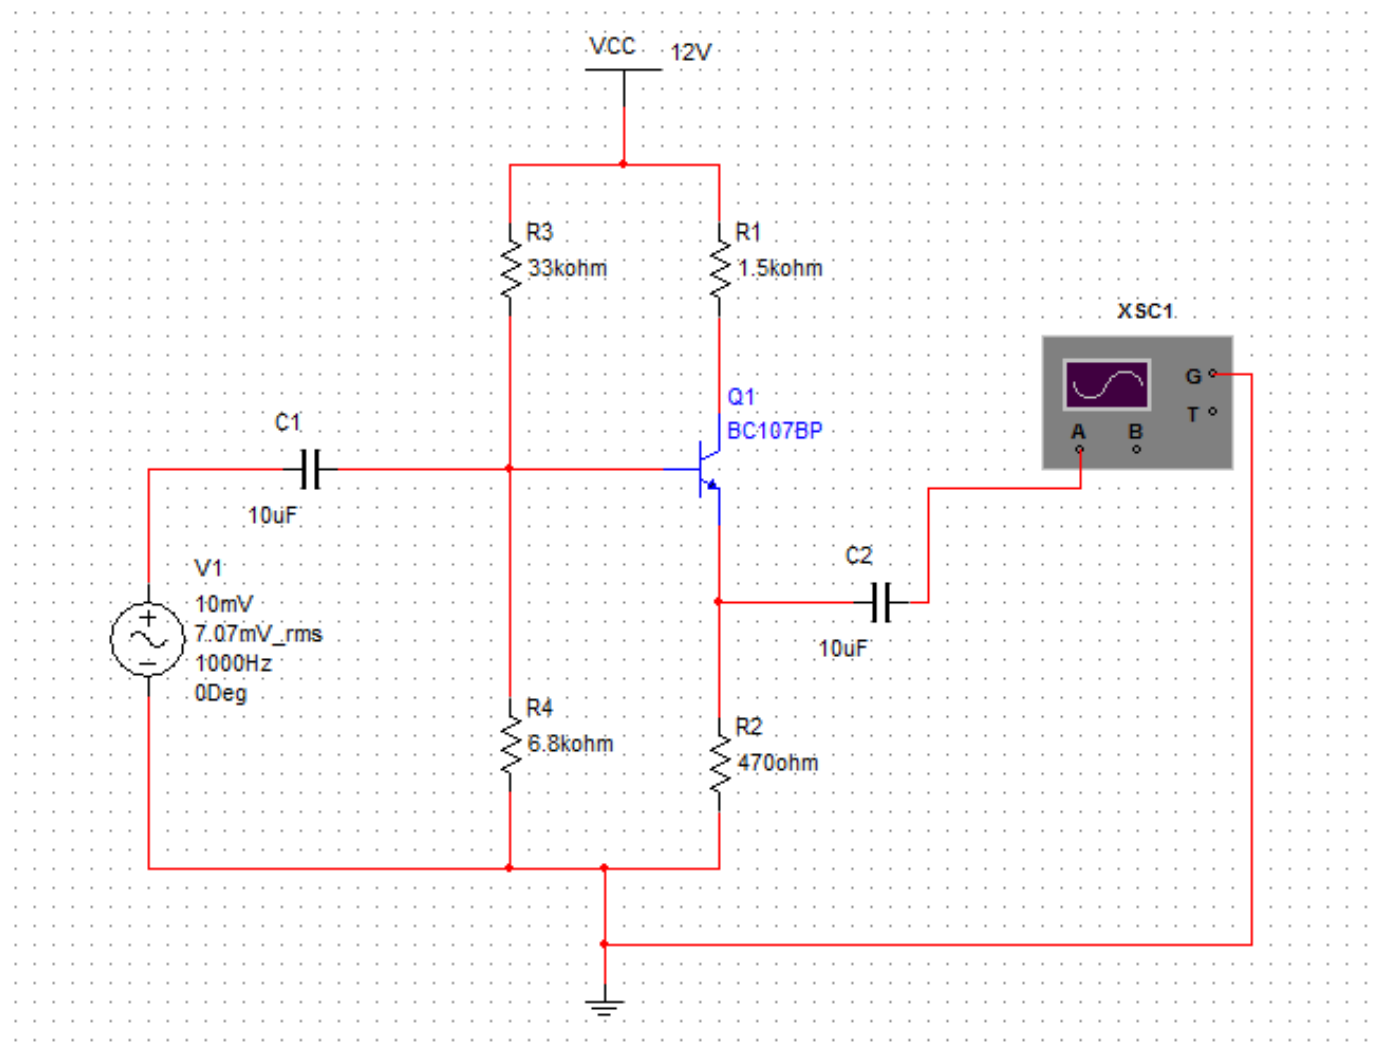 VCC 12V
R3
33kohm
R1
1.5kohm
XSC1
G
T
A B
Q1
BC107BP
C1
10uF
C2
10uF
V1
10mV
7.07mV_rms
1000Hz
0Deg
R4
6.8kohm
R2
470ohm